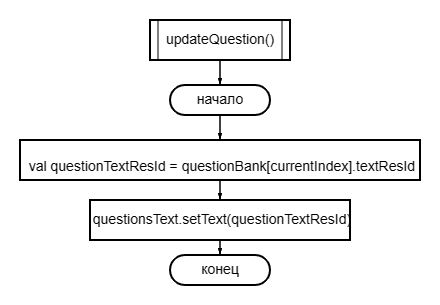 updateQuestion()
начало
val questionTextResId = questionBank[currentIndex].textResId
questionsText.setText(questionTextResId)
конец